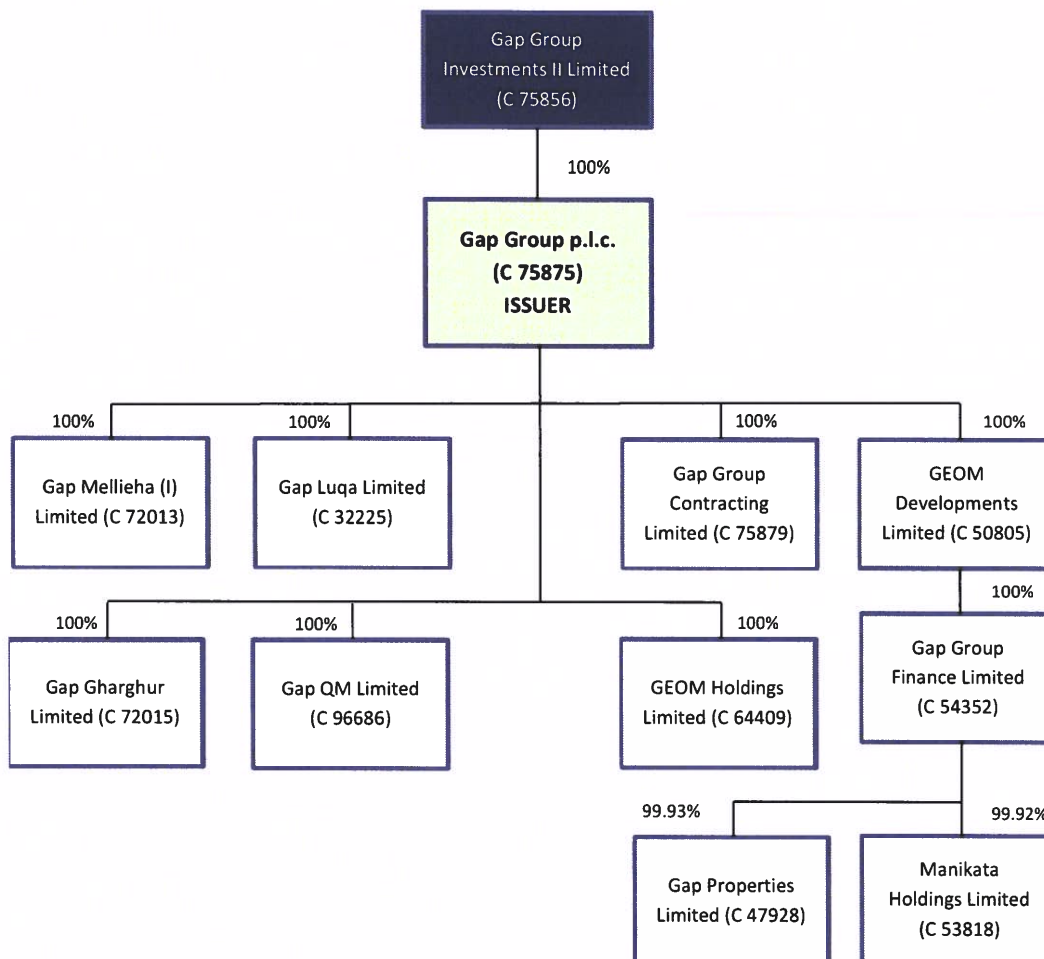 Gap Group
Investments II Limited
(C 75856)
100%
Gap Group p.l.c.
(C 75875)
ISSUER
100%
100%
100%
100%
Gap Mellieha (I)
Limited (C 72013)
Gap Luqa Limited
(C 32225)
Gap Group
Contracting
Limited (C 75879)
GEOM
Developments
Limited (C 50805)
100%
100%
100%
100%
Gap Gharghur
Limited (C 72015)
Gap QM Limited
(C 96686)
GEOM Holdings
Limited (C 64409)
Gap Group
Finance Limited
(C 54352)
99.93%
99.92%
Gap Properties
Limited (C 47928)
Manikata
Holdings Limited
(C 53818)